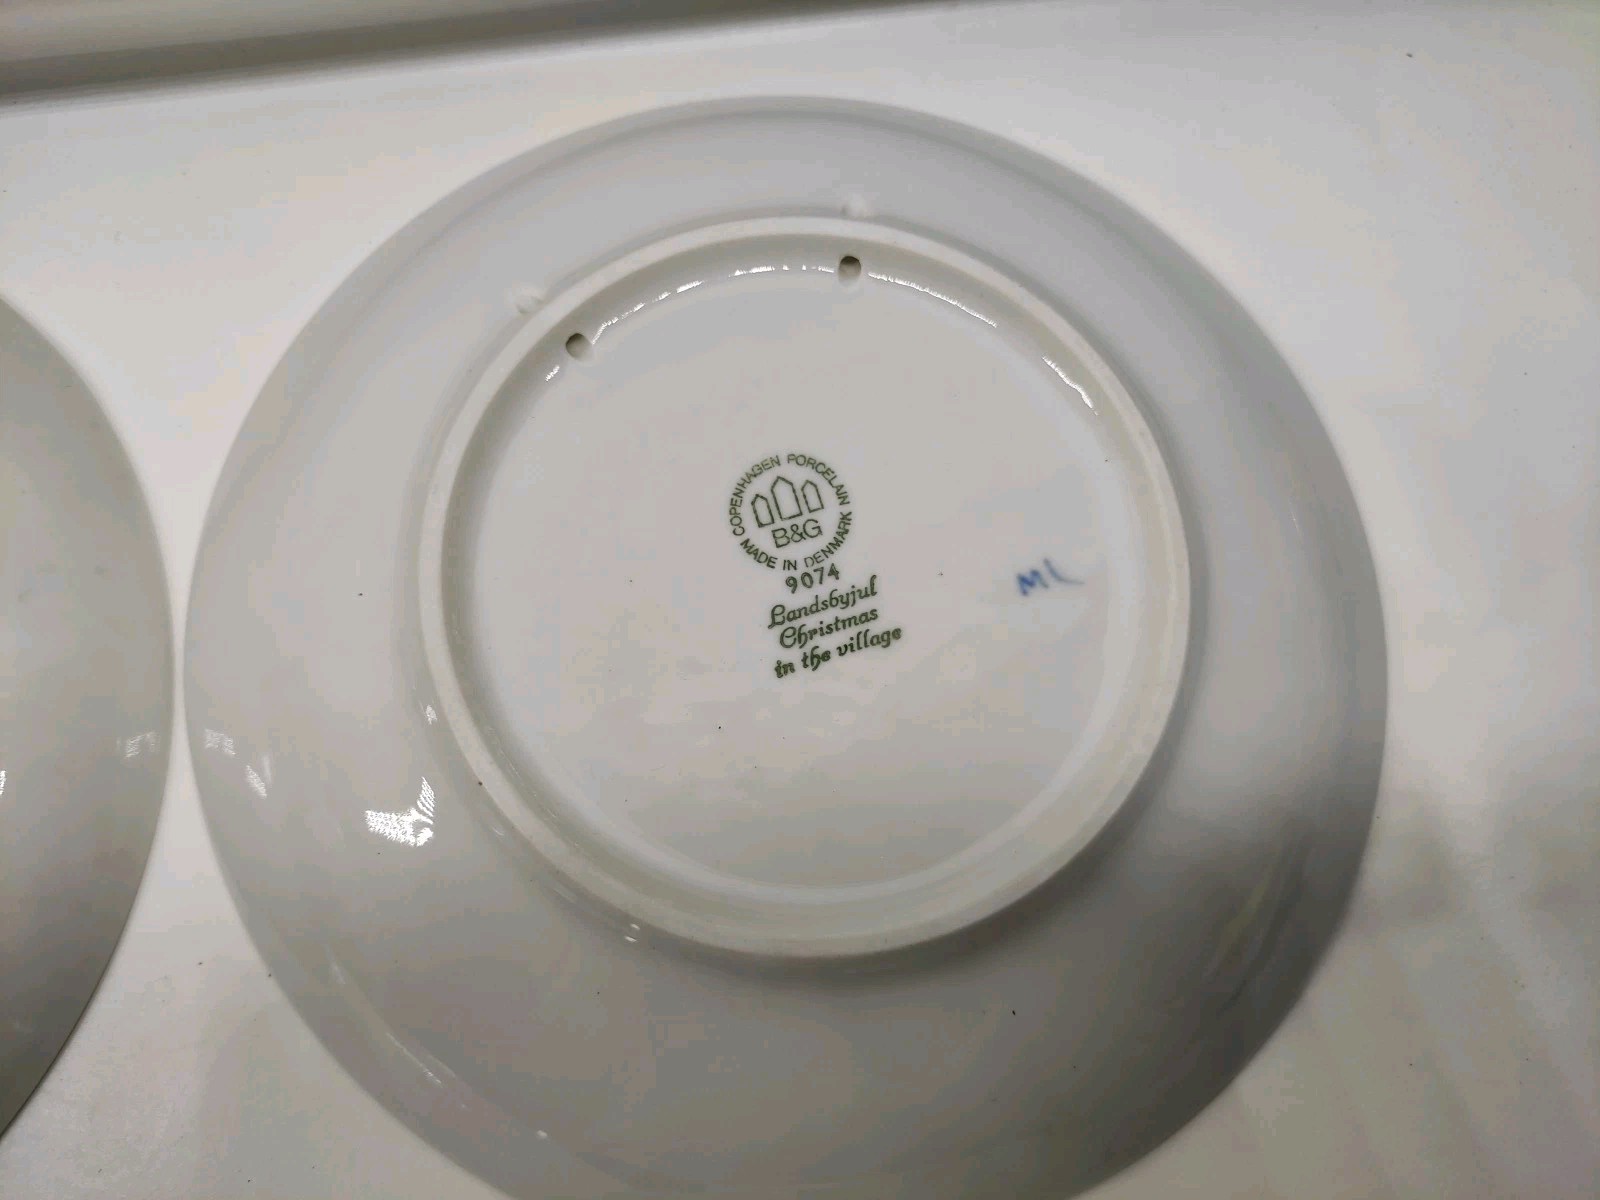 COPENHAGEN PORCELAIN
B&G
MADE IN DENMARK
9074
Landsbyjul
Christmas
in the village
ML